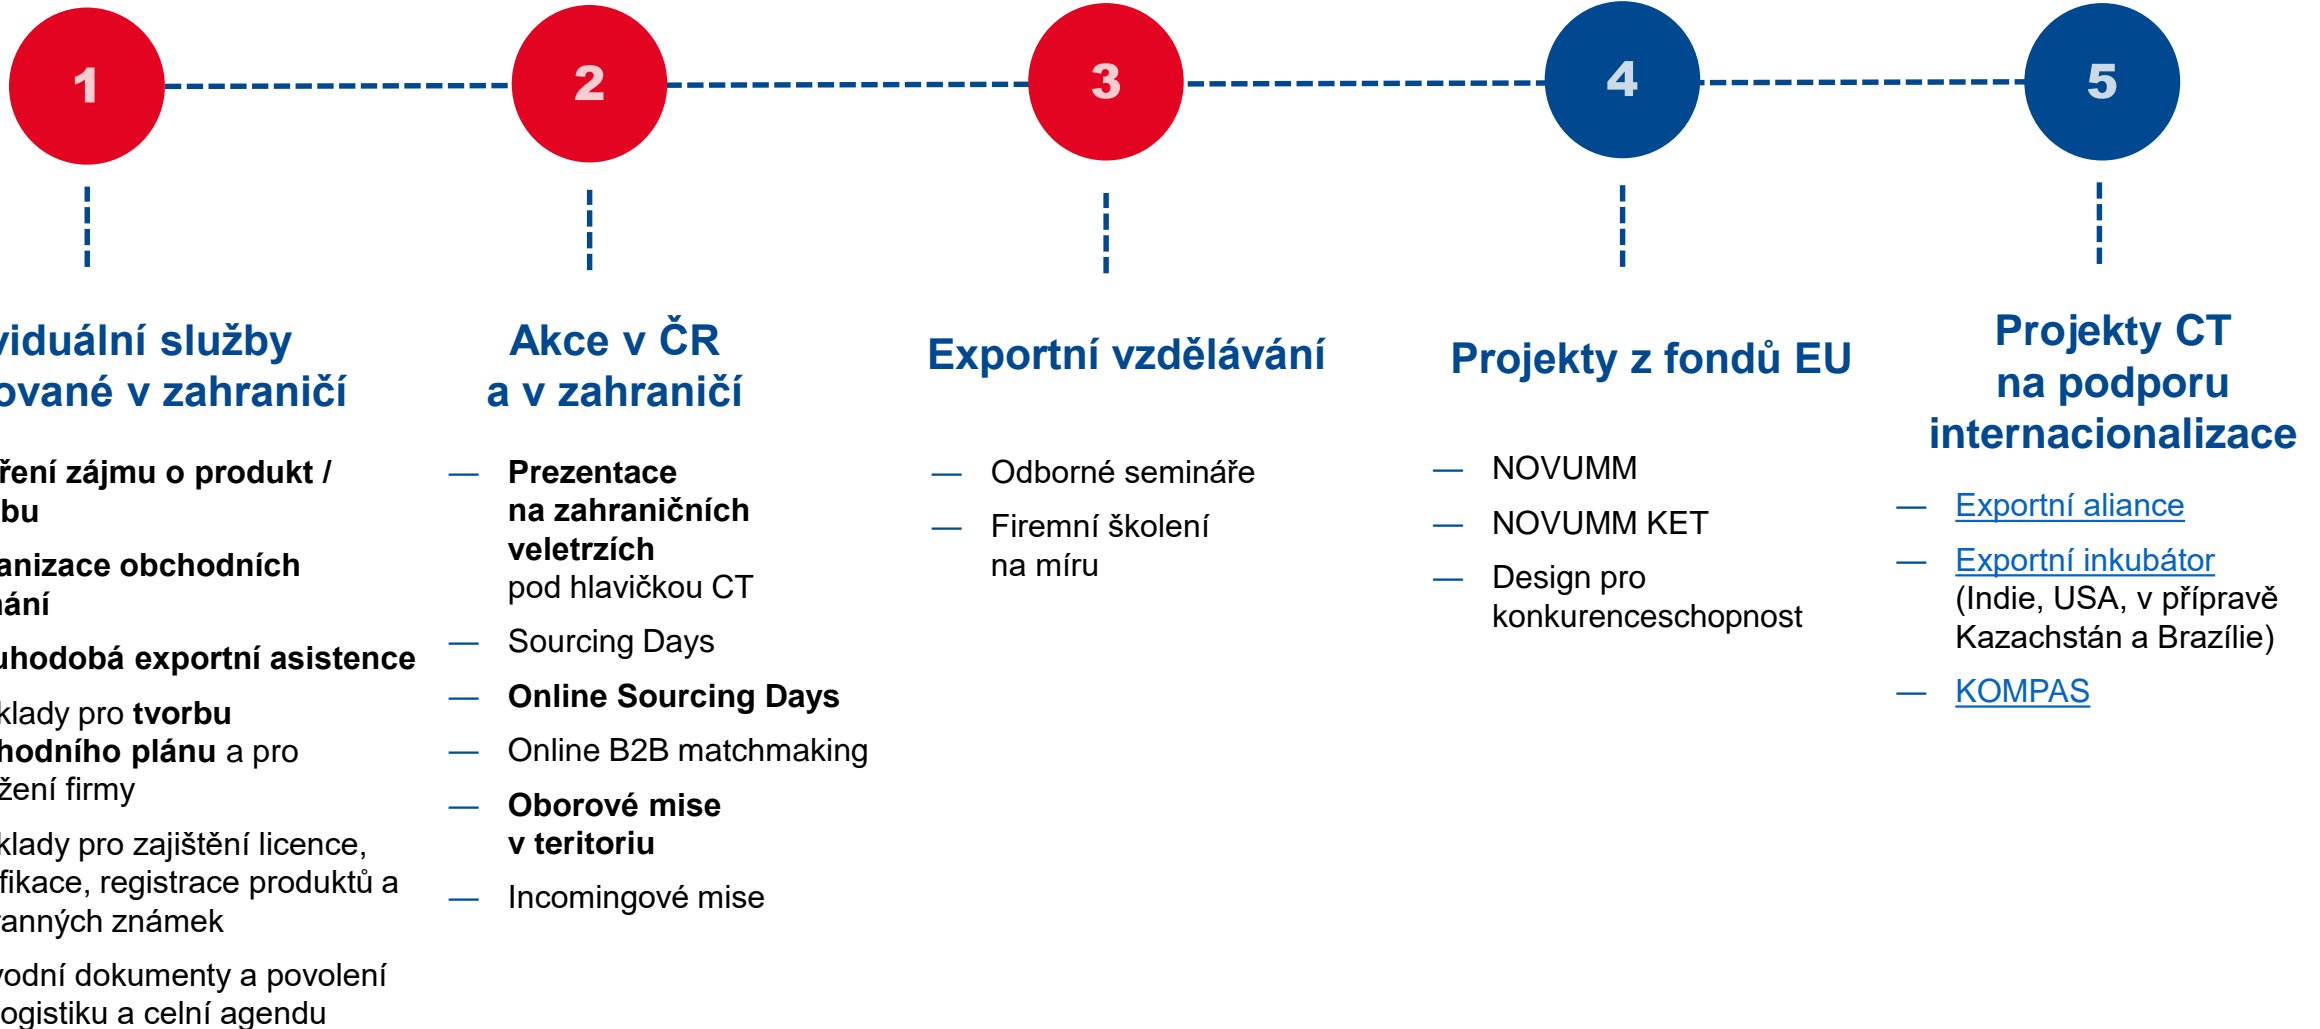 1
2
3
4
5
viduální služby
ované v zahraničí
ření zájmu o produkt /
bu
anizace obchodních
nání
uhodobá exportní asistence
klady pro tvorbu
hodního plánu a pro
žení firmy
klady pro zajištění licence,
fikace, registrace produktů a
ranných známek
vodní dokumenty a povolení
ogistiku a celní agendu
Akce v ČR
a v zahraničí
— Prezentace
na zahraničních
veletrzích
pod hlavičkou CT
— Sourcing Days
— Online Sourcing Days
— Online B2B matchmaking
— Oborové mise
v teritoriu
— Incomingové mise
Exportní vzdělávání
— Odborné semináře
— Firemní školení
na míru
Projekty z fondů EU
— NOVUMM
— NOVUMM KET
— Design pro
konkurenceschopnost
Projekty CT
na podporu
internacionalizace
— Exportní aliance
— Exportní inkubátor
(Indie, USA, v přípravě
Kazachstán a Brazílie)
— KOMPAS